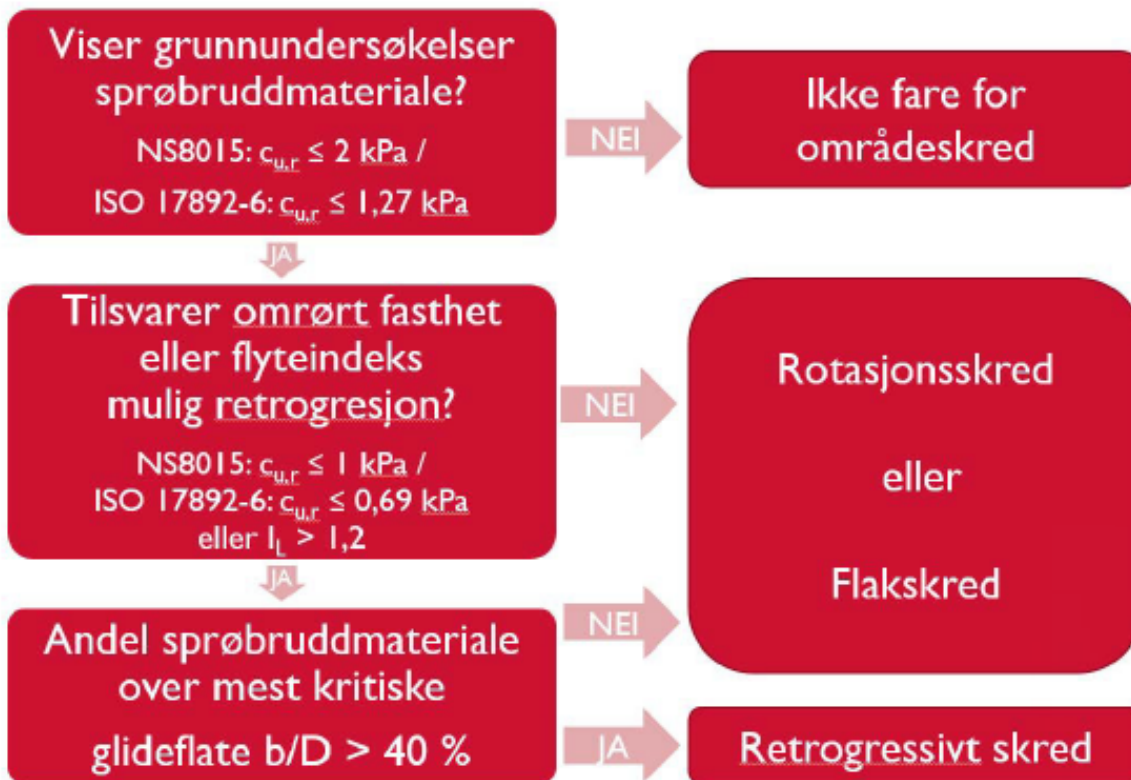 Viser grunnundersøkelser
sprøbruddmateriale?
NS8015: cu,r ≤ 2 kPa /
ISO 17892-6: cu,r ≤ 1,27 kPa
NEI
Ikke fare for
områdeskred
JA
Tilsvarer omrørt fasthet
eller flyteindeks
mulig retrogresjon?
NS8015: cu,r ≤ 1 kPa /
ISO 17892-6: cu,r ≤ 0,69 kPa
eller IL > 1,2
NEI
Rotasjonsskred
eller
Flakskred
JA
Andel sprøbruddmateriale
over mest kritiske
glideflate b/D > 40 %
NEI
JA
Retrogressivt skred